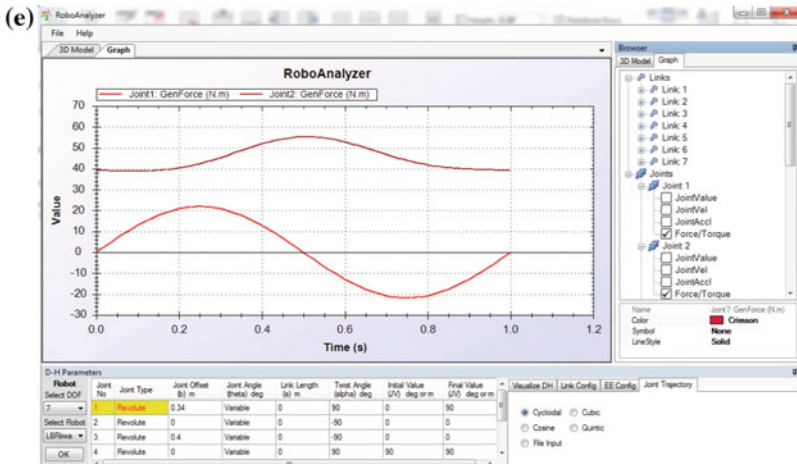 (e)
RoboAnalyzer
File Help
3D Model Graph
RoboAnalyzer
Joint1: GenForce (N.m) Joint2: GenForce (N.m)
Value
70
60
50
40
30
20
10
0
-10
-20
-30
0.0 0.2 0.4 0.6 0.8 1.0 1.2
Time (s)
Browser
3D Model Graph
Links
Link: 1
Link: 2
Link: 3
Link: 4
Link: 5
Link: 6
Link: 7
Joints
Joint 1
JointValue
JointVel
JointAccl
Force/Torque
Joint 2
JointValue
JointVel
JointAccl
Force/Torque
Name Joint7: GenForce (N.m)
Color Crimson
Symbol None
LineStyle Solid
D-H Parameters
Robot
Select DOF
7
Select Robot
LBRiiwa
OK
Joint No Joint Type Joint Offset (b) m Joint Angle (theta) deg Link Length (a) m Twist Angle (alpha) deg Initial Value (JV) deg or m Final Value (JV) deg or m
1 Revolute 0.34 Variable 0 90 0 90
2 Revolute 0 Variable 0 -90 0 0
3 Revolute 0.4 Variable 0 -90 0 0
4 Revolute 0 Variable 0 90 90 90
Visualize DH Link Config EE Config Joint Trajectory
Cycloidal Cubic
Cosine Quintic
File Input